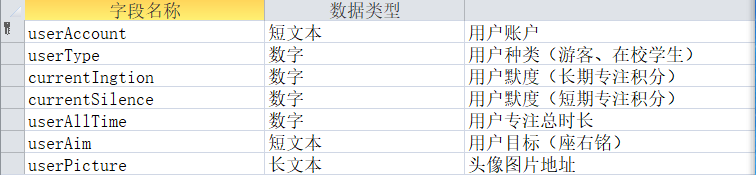 字段名称 数据类型
userAccount 短文本 用户账户
userType 数字 用户种类（游客、在校学生）
currentIngtion 数字 用户默度（长期专注积分）
currentSilence 数字 用户默度（短期专注积分）
userAllTime 数字 用户专注总时长
userAim 短文本 用户目标（座右铭）
userPicture 长文本 头像图片地址